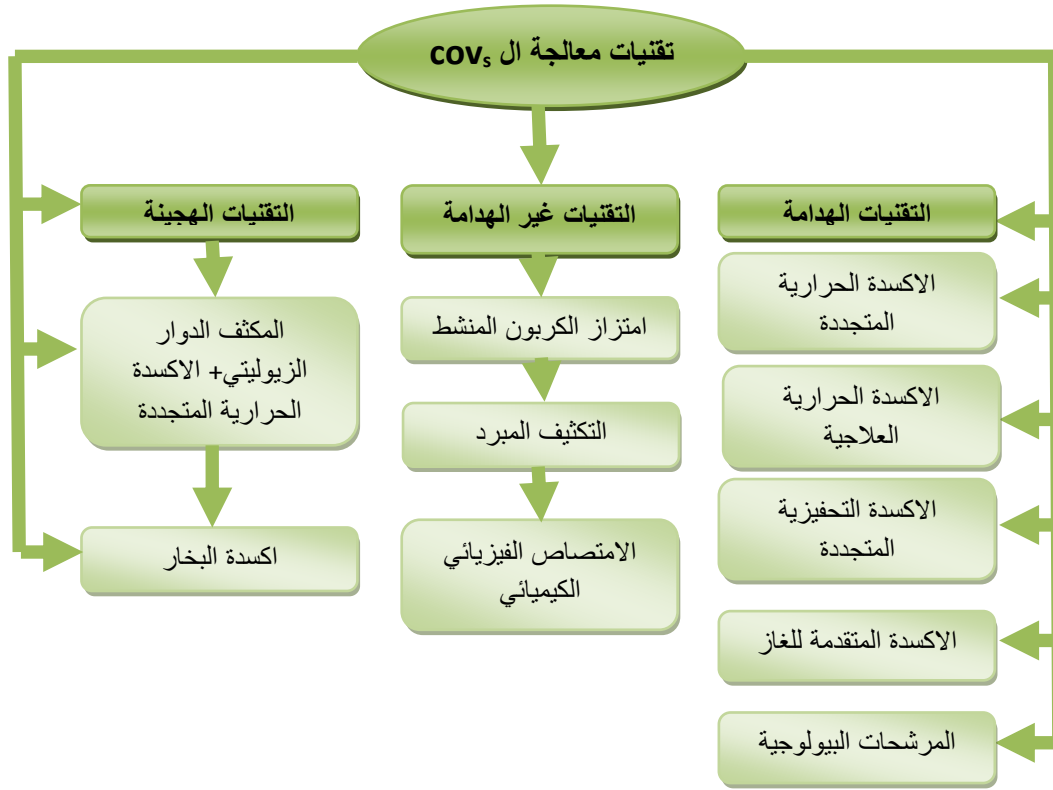 تقنيات معالجة ال covs
التقنيات الهدامة
الاكسدة الحرارية
المتجددة
الاكسدة الحرارية
العلاجية
الاكسدة التحفيزية
المتجددة
الاكسدة المتقدمة للغاز
المرشحات البيولوجية
التقنيات غير الهدامة
امتزاز الكربون المنشط
التكثيف المبرد
الامتصاص الفيزيائي
الكيميائي
التقنيات الهجينة
المكثف الدوار
الزيوليتي+ الاكسدة
الحرارية المتجددة
اكسدة البخار